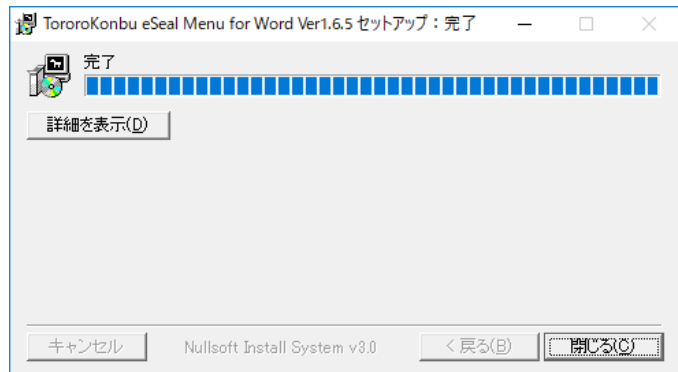 TororoKonbu eSeal Menu for Word Ver1.6.5 セットアップ：完了
完了
詳細を表示(D)
キャンセル
Nullsoft Install System v3.0
< 戻る(B)
閉じる(C)